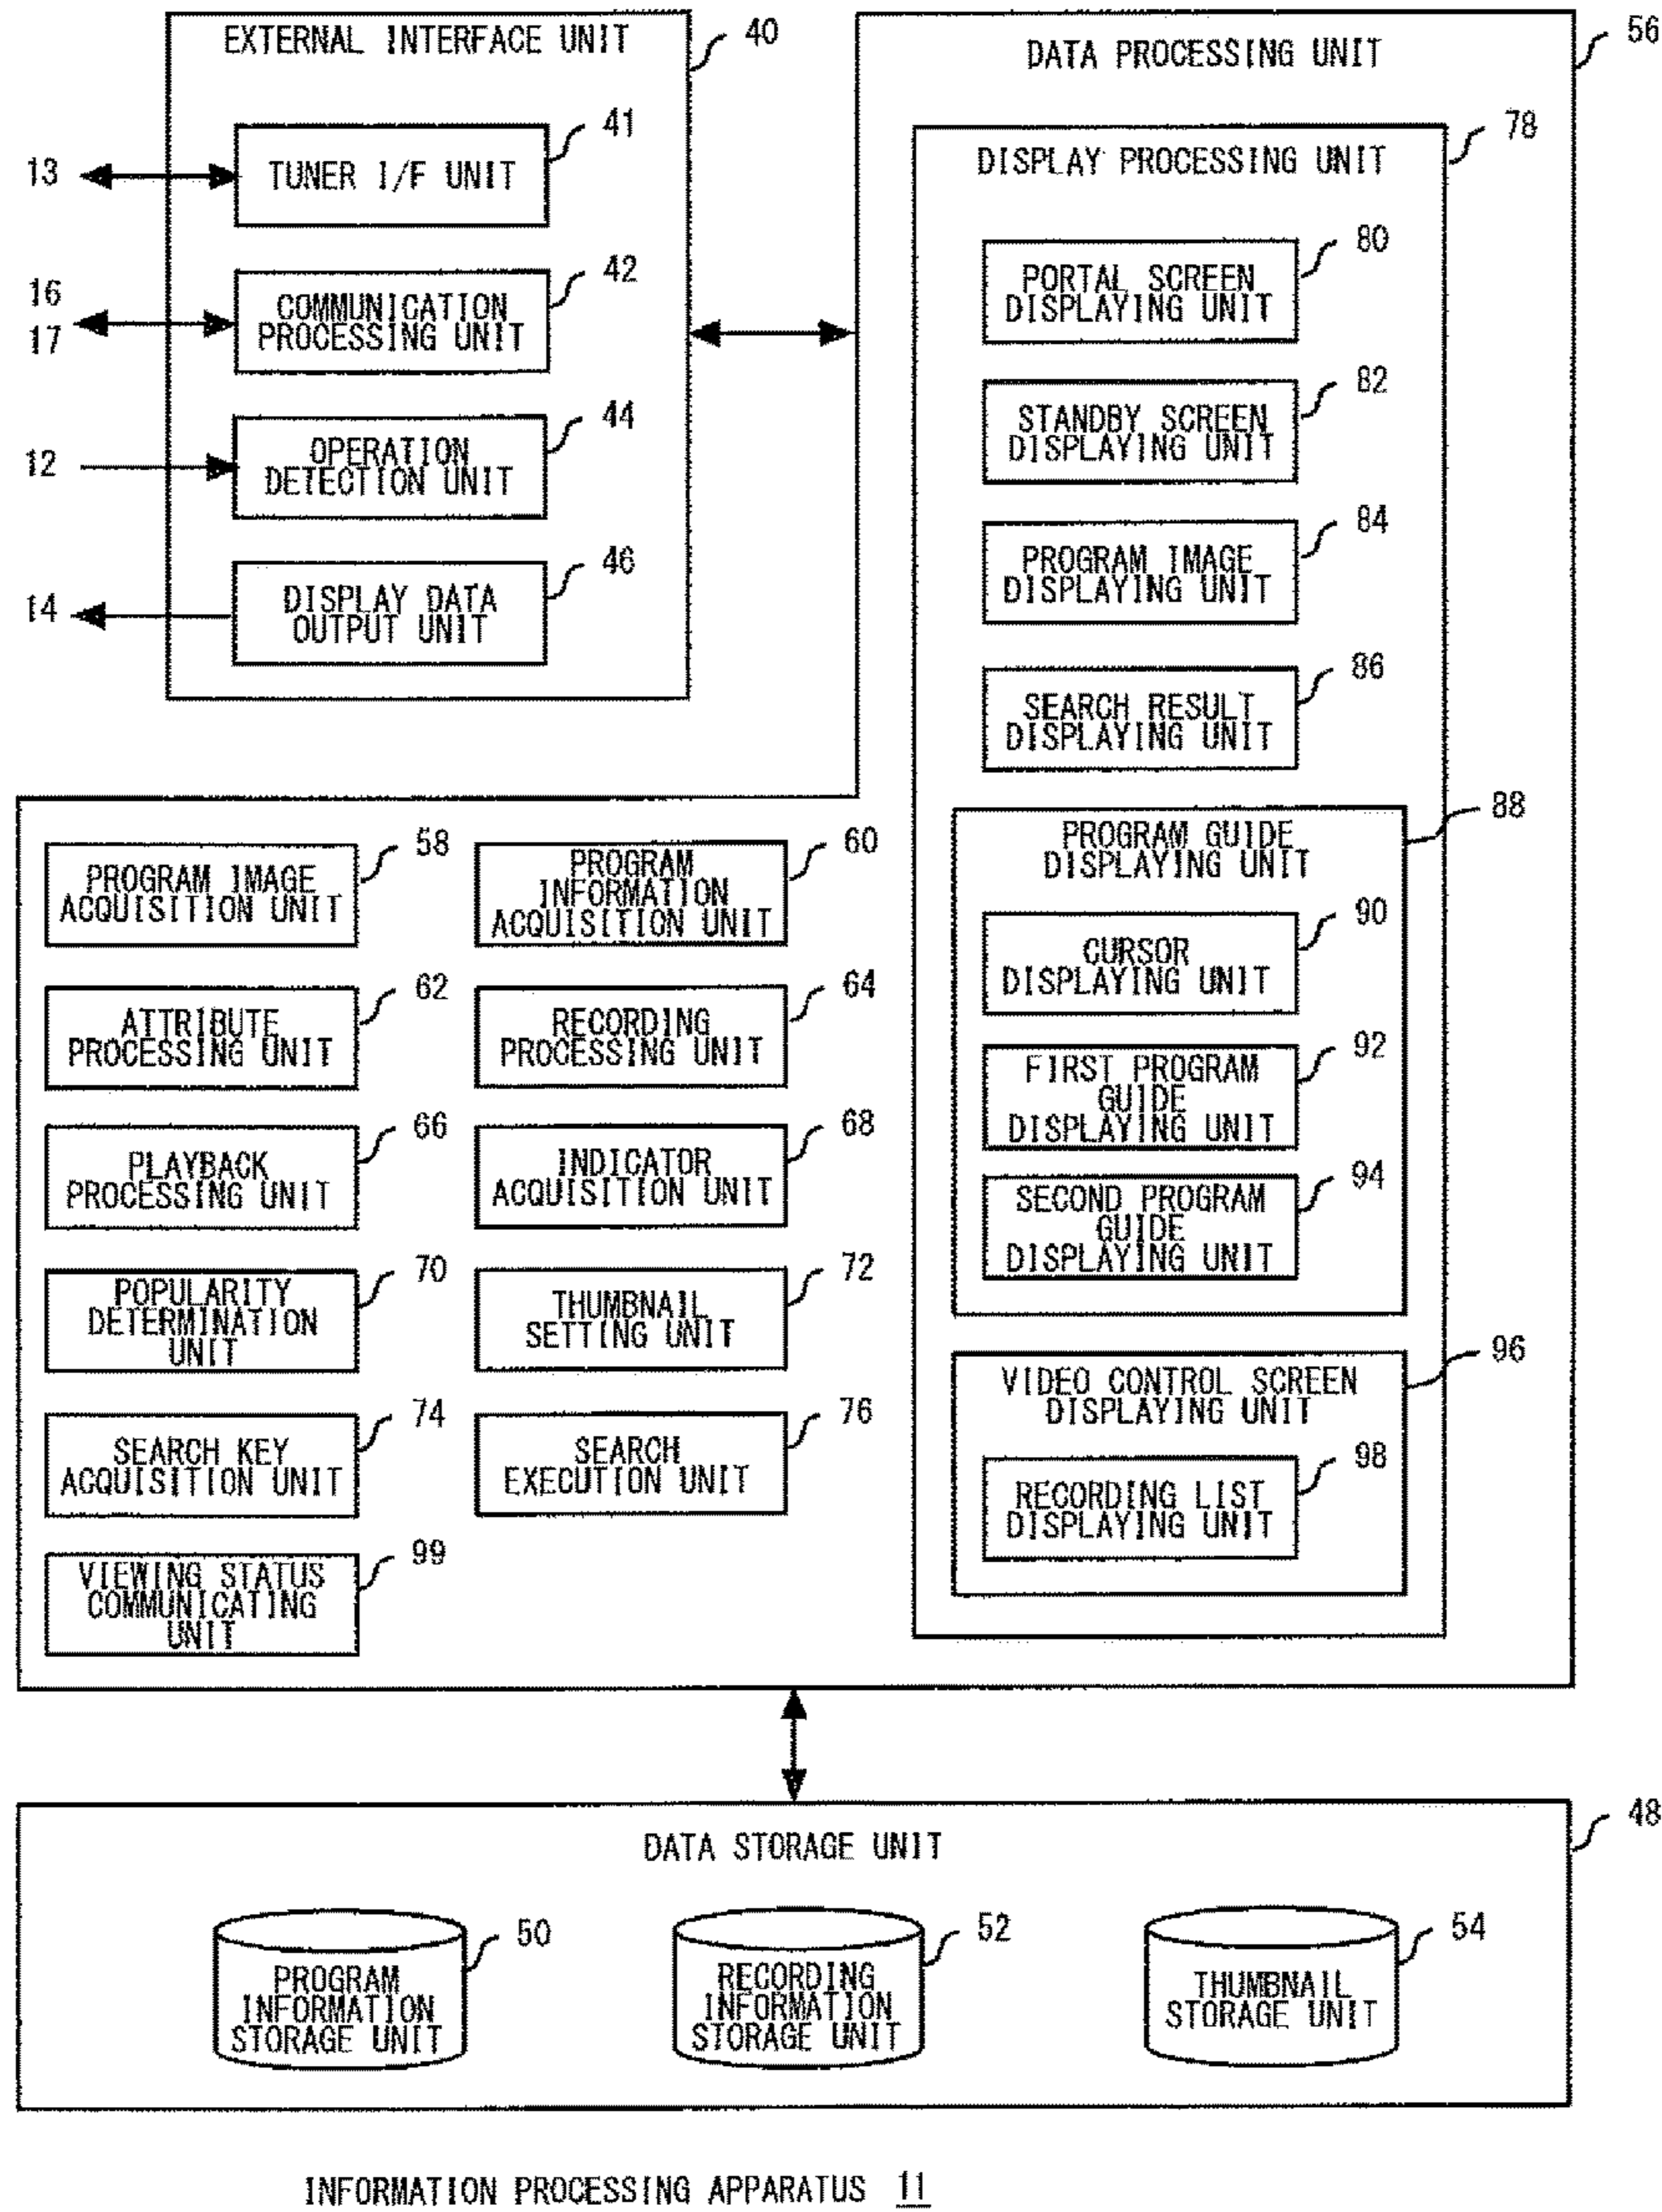 EXTERNAL INTERFACE UNIT
40
41
13
TUNER I/F UNIT
42
16
17
COMMUNICATION
PROCESSING UNIT
44
12
OPERATION
DETECTION UNIT
46
14
DISPLAY DATA
OUTPUT UNIT
DATA PROCESSING UNIT
56
78
DISPLAY PROCESSING UNIT
80
PORTAL SCREEN
DISPLAYING UNIT
82
STANDBY SCREEN
DISPLAYING UNIT
84
PROGRAM IMAGE
DISPLAYING UNIT
86
SEARCH RESULT
DISPLAYING UNIT
88
PROGRAM GUIDE
DISPLAYING UNIT
90
CURSOR
DISPLAYING UNIT
92
FIRST PROGRAM
GUIDE
DISPLAYING UNIT
94
SECOND PROGRAM
GUIDE
DISPLAYING UNIT
96
VIDEO CONTROL SCREEN
DISPLAYING UNIT
98
RECORDING LIST
DISPLAYING UNIT
58
PROGRAM IMAGE
ACQUISITION UNIT
60
PROGRAM
INFORMATION
ACQUISITION UNIT
62
ATTRIBUTE
PROCESSING UNIT
64
RECORDING
PROCESSING UNIT
66
PLAYBACK
PROCESSING UNIT
68
INDICATOR
ACQUISITION UNIT
70
POPULARITY
DETERMINATION
UNIT
72
THUMBNAIL
SETTING UNIT
74
SEARCH KEY
ACQUISITION UNIT
76
SEARCH
EXECUTION UNIT
99
VIEWING STATUS
COMMUNICATING
UNIT
48
DATA STORAGE UNIT
50
PROGRAM
INFORMATION
STORAGE UNIT
52
RECORDING
INFORMATION
STORAGE UNIT
54
THUMBNAIL
STORAGE UNIT
INFORMATION PROCESSING APPARATUS 11